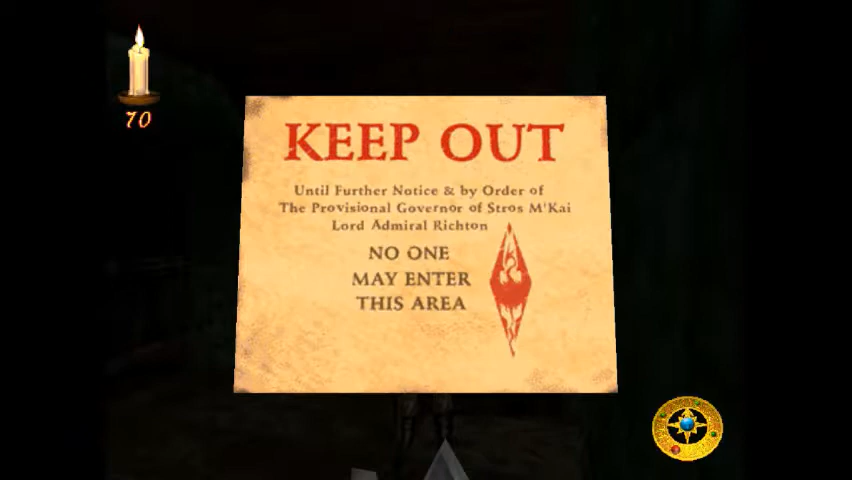 70
KEEP OUT
Until Further Notice & by Order of
The Provisional Governor of Stros M'Kai
Lord Admiral Richton
NO ONE
MAY ENTER
THIS AREA